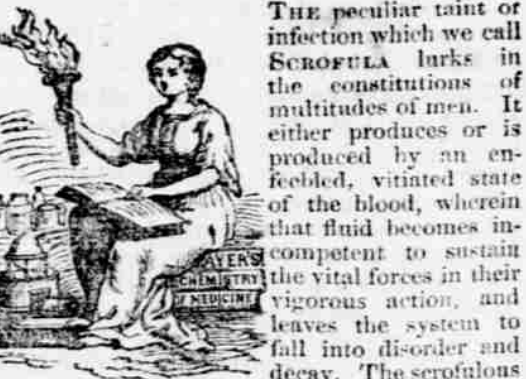 THE peculiar taint or
infection which we call
SCROFULA lurks in
the constitutions of
multitudes of men. It
either produces or is
produced by an en-
feebled, vitiated state
of the blood, wherein
that fluid becomes in-
competent to sustain
the vital forces in their
vigorous action, and
leaves the system to
fall into disorder and
decay. The scrofulous
AYER'S
CHEMISTRY
MEDICINE